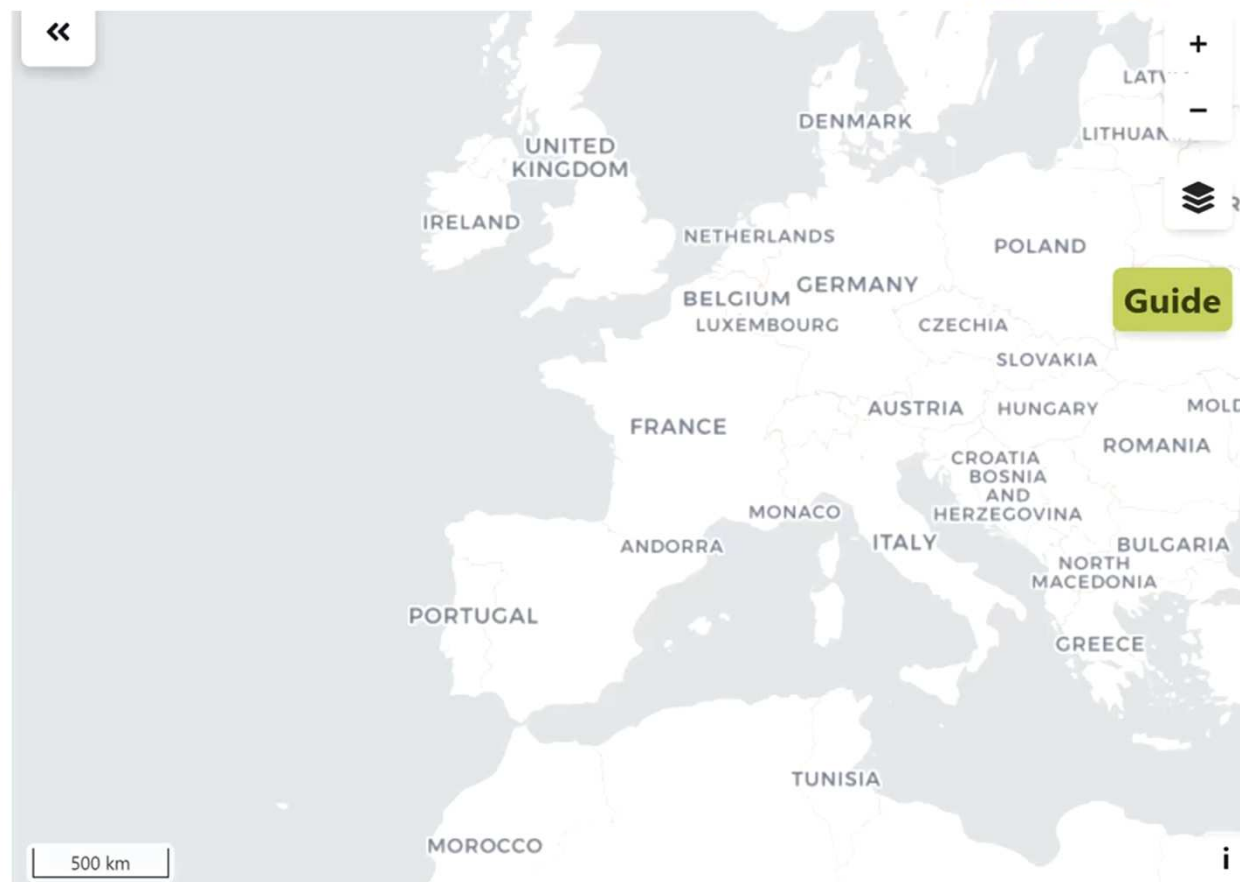 «
+
−
DENMARK
UNITED
KINGDOM
IRELAND
NETHERLANDS
POLAND
GERMANY
BELGIUM
Guide
LUXEMBOURG
CZECHIA
SLOVAKIA
AUSTRIA
HUNGARY
FRANCE
ROMANIA
CROATIA
BOSNIA
AND
HERZEGOVINA
MONACO
ITALY
ANDORRA
BULGARIA
NORTH
MACEDONIA
PORTUGAL
GREECE
TUNISIA
MOROCCO
500 km
i